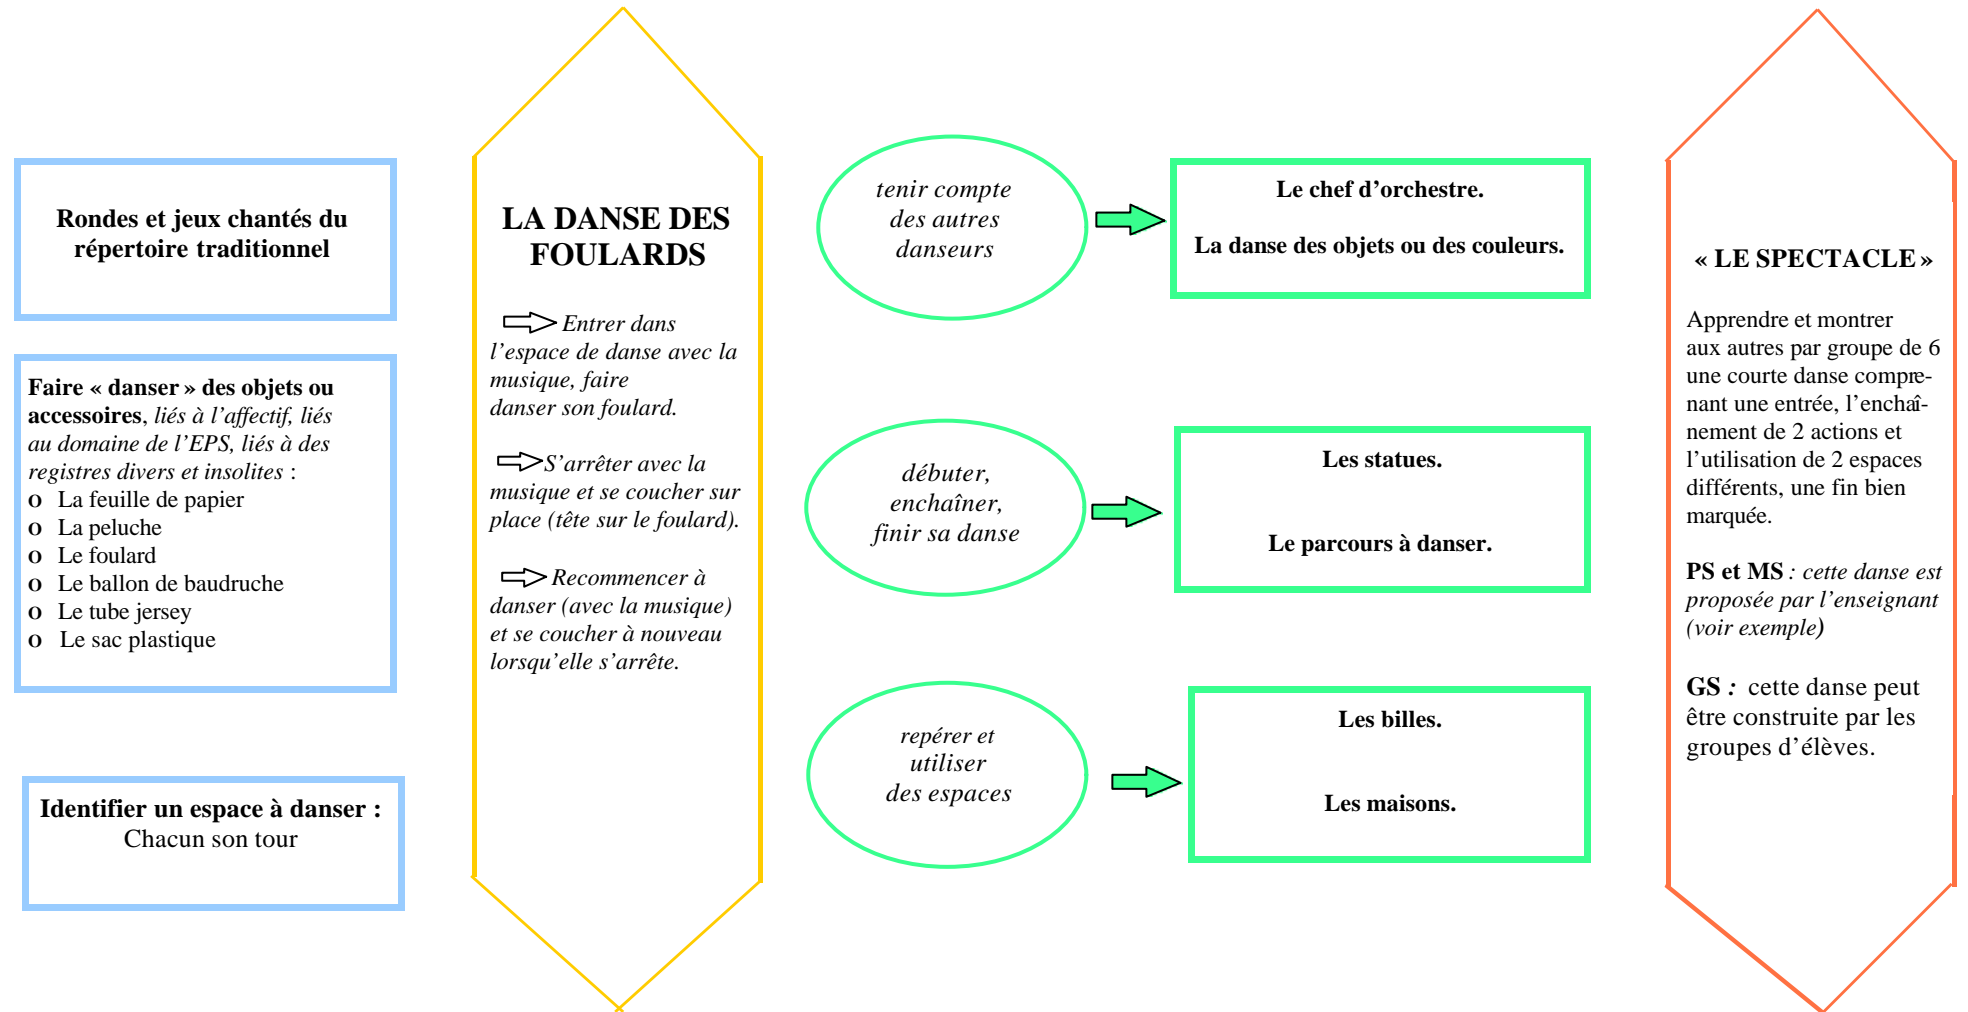 Rondes et jeux chantés du
répertoire traditionnel
Faire « danser » des objets ou
accessoires, liés à l'affectif, liés
au domaine de l'EPS, liés à des
registres divers et insolites :
o La feuille de papier
o La peluche
o Le foulard
o Le ballon de baudruche
o Le tube jersey
o Le sac plastique
Identifier un espace à danser :
Chacun son tour
LA DANSE DES
FOULARDS
Entrer dans
l'espace de danse avec la
musique, faire
danser son foulard.
S'arrêter avec la
musique et se coucher sur
place (tête sur le foulard).
Recommencer à
danser (avec la musique)
et se coucher à nouveau
lorsqu'elle s'arrête.
tenir compte
des autres
danseurs
Le chef d'orchestre.
La danse des objets ou des couleurs.
débuter,
enchaîner,
finir sa danse
Les statues.
Le parcours à danser.
repérer et
utiliser
des espaces
Les billes.
Les maisons.
« LE SPECTACLE »
Apprendre et montrer
aux autres par groupe de 6
une courte danse compre-
nant une entrée, l'enchaî-
nement de 2 actions et
l'utilisation de 2 espaces
différents, une fin bien
marquée.
PS et MS : cette danse est
proposée par l'enseignant
(voir exemple)
GS : cette danse peut
être construite par les
groupes d'élèves.